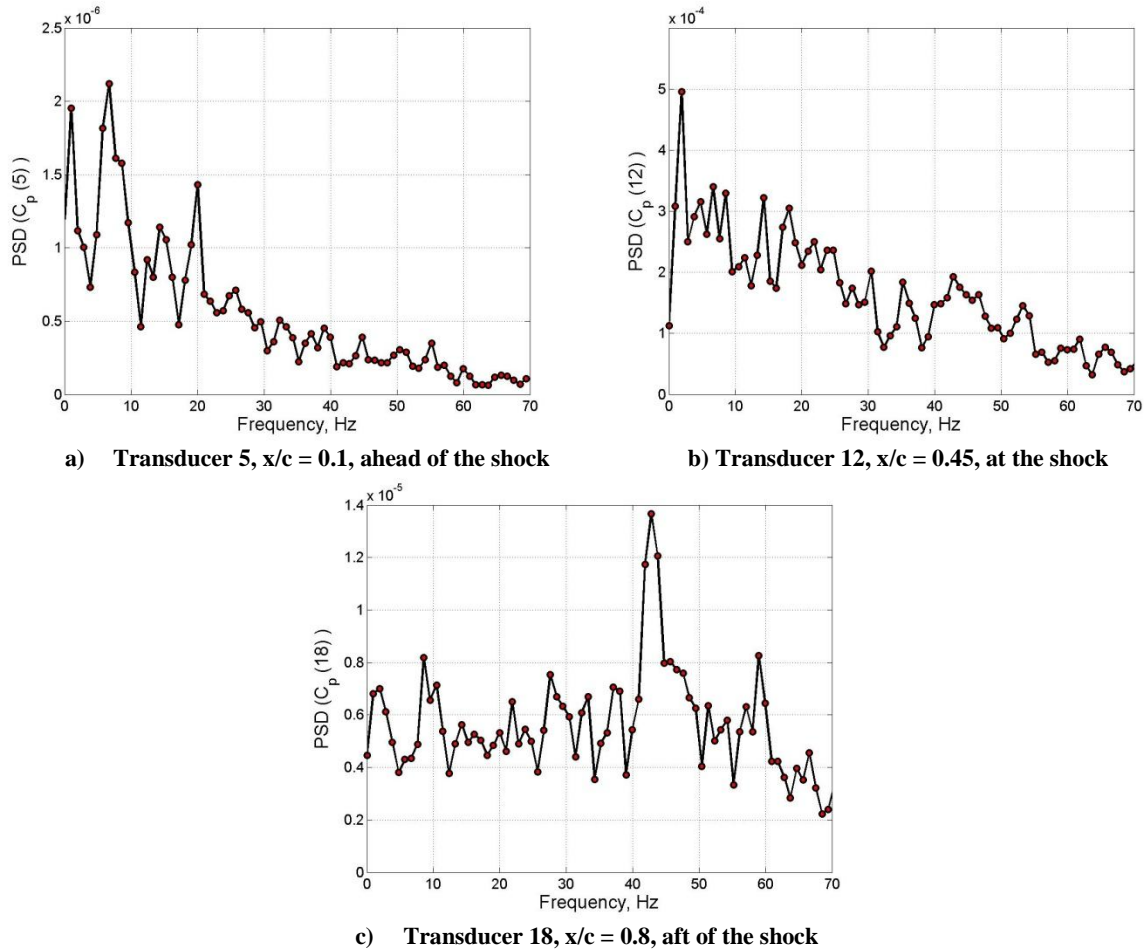 x 10⁻⁶
2.5
2
1.5
1
0.5
0
PSD (C_p (5) )
0 10 20 30 40 50 60 70
Frequency, Hz
a) Transducer 5, x/c = 0.1, ahead of the shock
x 10⁻⁴
5
4
3
2
1
0
PSD (C_p (12) )
0 10 20 30 40 50 60 70
Frequency, Hz
b) Transducer 12, x/c = 0.45, at the shock
x 10⁻⁵
1.4
1.2
1
0.8
0.6
0.4
0.2
0
PSD (C_p (18) )
0 10 20 30 40 50 60 70
Frequency, Hz
c) Transducer 18, x/c = 0.8, aft of the shock